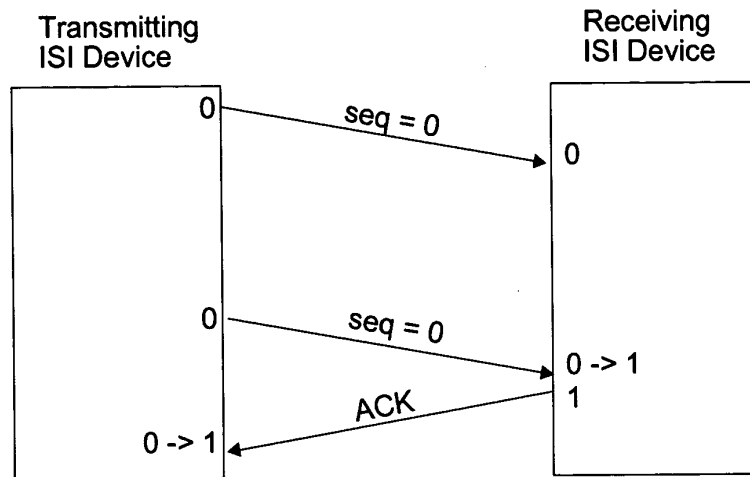 Transmitting
ISI Device
Receiving
ISI Device
0
seq = 0
0
0
seq = 0
0 -> 1
1
ACK
0 -> 1